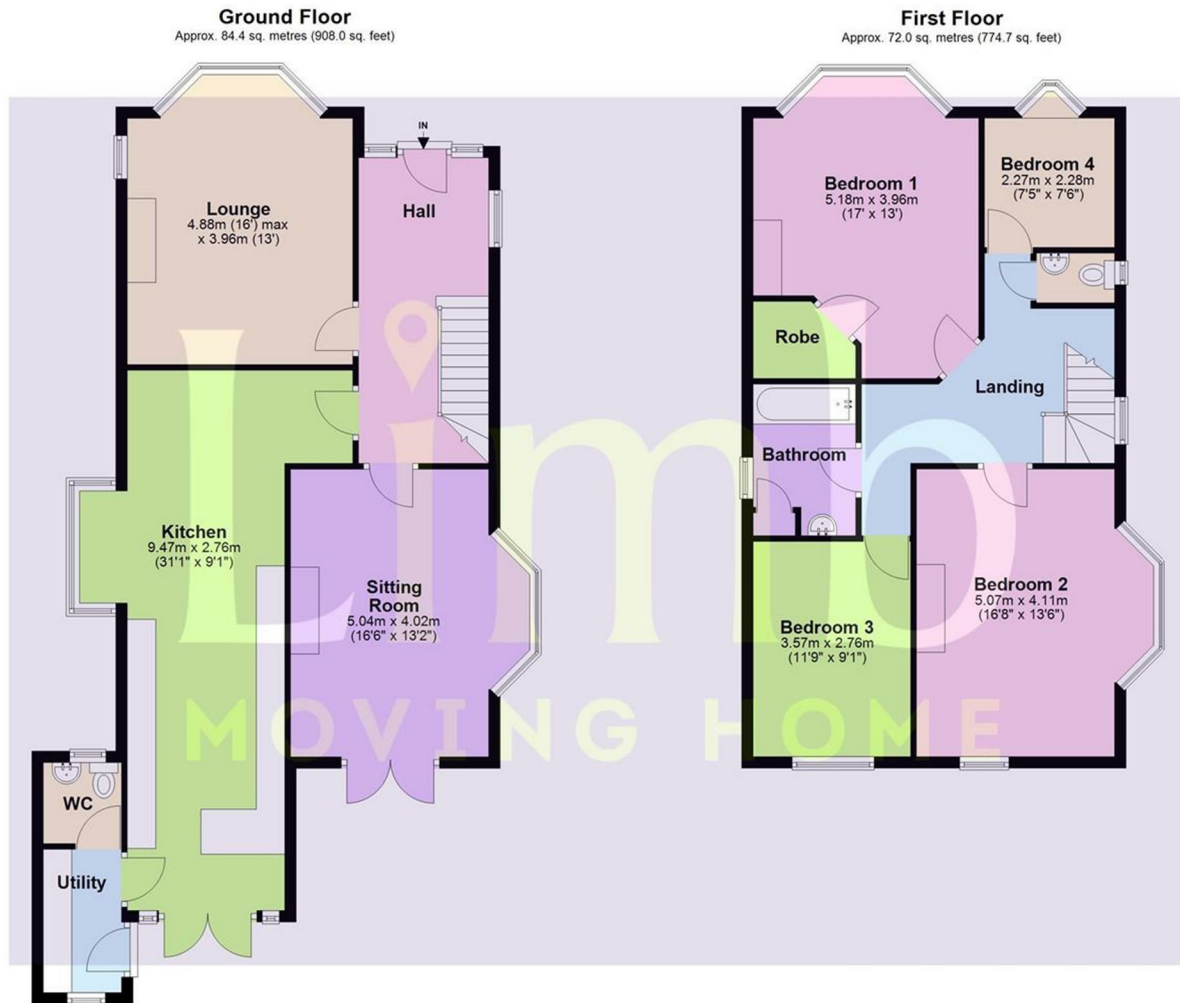 Ground Floor
Approx. 84.4 sq. metres (908.0 sq. feet)
IN
Lounge
4.88m (16') max
x 3.96m (13')
Hall
Kitchen
9.47m x 2.76m
(31'1" x 9'1")
Sitting
Room
5.04m x 4.02m
(16'6" x 13'2")
WC
Utility
First Floor
Approx. 72.0 sq. metres (774.7 sq. feet)
Bedroom 1
5.18m x 3.96m
(17' x 13')
Bedroom 4
2.27m x 2.28m
(7'5" x 7'6")
Robe
Landing
Bathroom
Bedroom 3
3.57m x 2.76m
(11'9" x 9'1")
Bedroom 2
5.07m x 4.11m
(16'8" x 13'6")
Limb
MOVING HOME